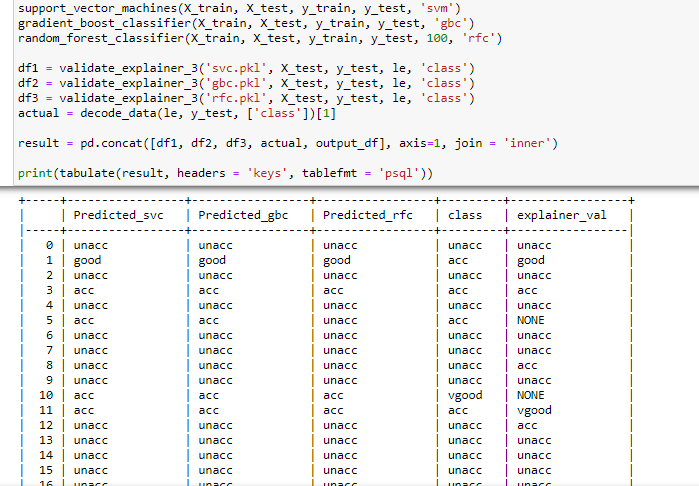 support_vector_machines(X_train, X_test, y_train, y_test, 'svm')
gradient_boost_classifier(X_train, X_test, y_train, y_test, 'gbc')
random_forest_classifier(X_train, X_test, y_train, y_test, 100, 'rfc')
df1 = validate_explainer_3('svc.pkl', X_test, y_test, le, 'class')
df2 = validate_explainer_3('gbc.pkl', X_test, y_test, le, 'class')
df3 = validate_explainer_3('rfc.pkl', X_test, y_test, le, 'class')
actual = decode_data(le, y_test, ['class'])[1]
result = pd.concat([df1, df2, df3, actual, output_df], axis=1, join = 'inner')
print(tabulate(result, headers = 'keys', tablefmt = 'psql'))
+-----+-----------------+-----------------+-----------------+---------+-----------------+
| | Predicted_svc | Predicted_gbc | Predicted_rfc | class | explainer_val |
|-----+-----------------+-----------------+-----------------+---------+-----------------|
| 0 | unacc | unacc | unacc | unacc | unacc |
| 1 | good | good | good | acc | good |
| 2 | unacc | unacc | unacc | unacc | unacc |
| 3 | acc | acc | acc | acc | acc |
| 4 | unacc | unacc | unacc | unacc | unacc |
| 5 | acc | acc | acc | acc | NONE |
| 6 | unacc | unacc | unacc | unacc | unacc |
| 7 | unacc | unacc | unacc | unacc | unacc |
| 8 | unacc | unacc | unacc | unacc | acc |
| 9 | unacc | unacc | unacc | unacc | unacc |
| 10 | acc | acc | acc | vgood | NONE |
| 11 | acc | acc | acc | acc | vgood |
| 12 | unacc | unacc | unacc | unacc | acc |
| 13 | unacc | unacc | unacc | unacc | unacc |
| 14 | unacc | unacc | unacc | unacc | unacc |
| 15 | unacc | unacc | unacc | unacc | unacc |
| 16 | unacc | unacc | unacc | unacc | unacc |